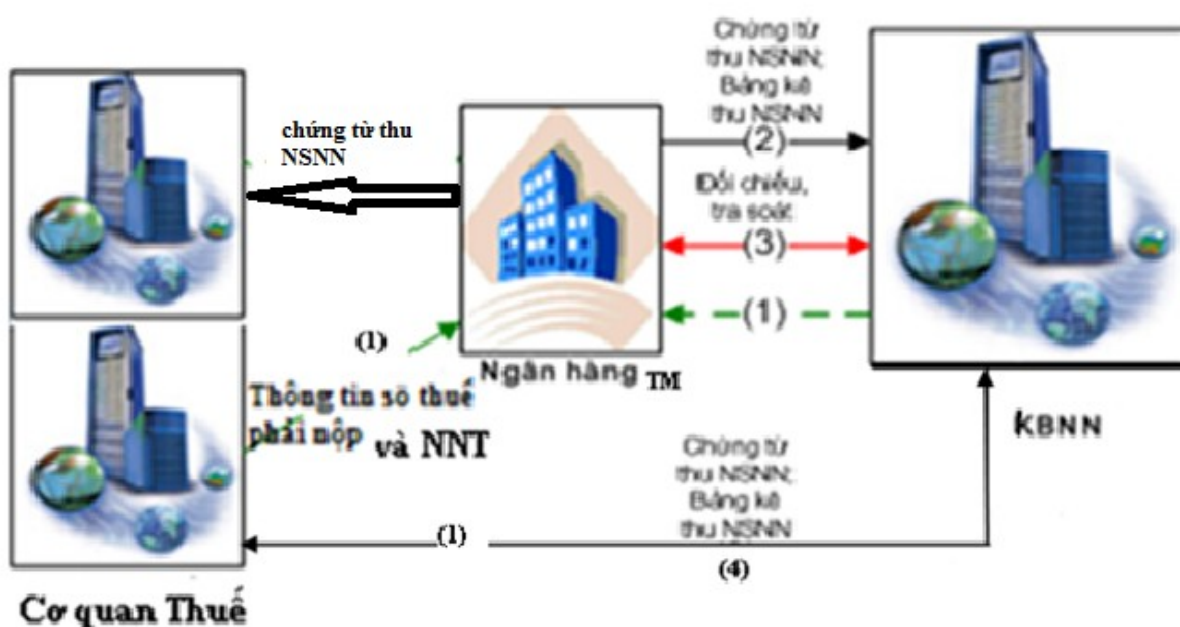 Chứng từ
thu NSNN;
Bảng kê
thu NSNN
(2)
chứng từ thu
NSNN
Đối chiếu,
tra soát
(3)
(1)
(1)
Ngân hàng TM
Thông tin số thuế
phải nộp và NNT
KBNN
Chứng từ
thu NSNN;
Bảng kê
thu NSNN
(1)
(4)
Cơ quan Thuế